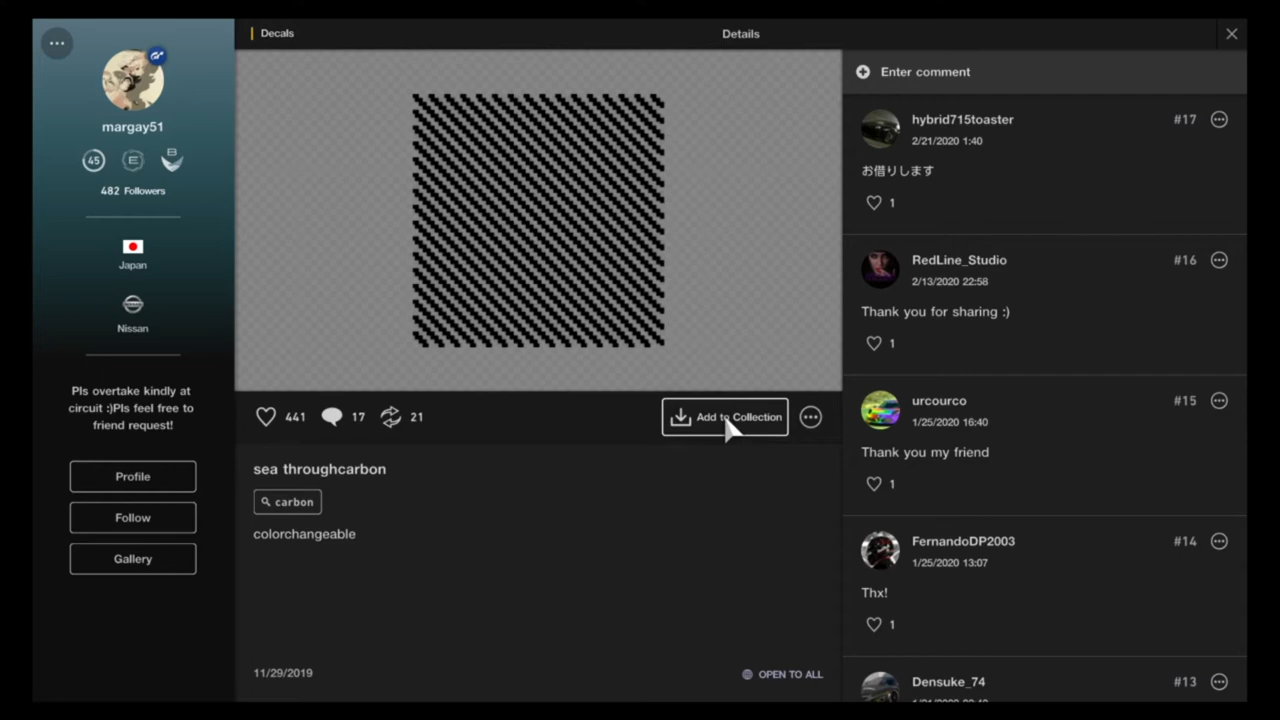 margay51
45
E
B
482 Followers
Japan
Nissan
Pls overtake kindly at
circuit :)Pls feel free to
friend request!
Profile
Follow
Gallery
Decals
Details
441
17
21
Add to Collection
sea throughcarbon
carbon
colorchangeable
11/29/2019
OPEN TO ALL
Enter comment
hybrid715toaster
#17
2/21/2020 1:40
お借りします
1
RedLine_Studio
#16
2/13/2020 22:58
Thank you for sharing :)
1
urcourco
#15
1/25/2020 16:40
Thank you my friend
1
FernandoDP2003
#14
1/25/2020 13:07
Thx!
1
Densuke_74
#13